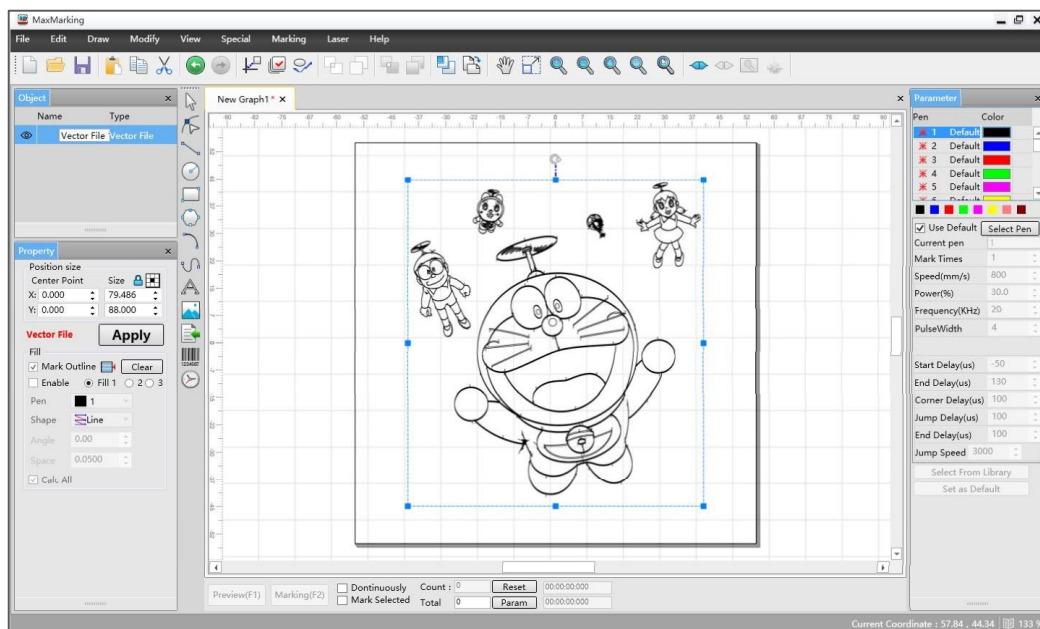 MaxMarking
File Edit Draw Modify View Special Marking Laser Help
Object
Name Type
Vector File Vector File
Property
Position size
Center Point Size
X: 0.000 79.486
Y: 0.000 88.000
Vector File Apply
Fill
Mark Outline Clear
Enable Fill 1 2 3
Pen 1
Shape Line
Angle 0.00
Space 0.0500
Calc All
New Graph1*
Preview(F1) Marking(F2)
Dontinuously Count : 0 Reset 00:00:00:000
Mark Selected Total 0 Param 00:00:00:000
Parameter
Pen Color
1 Default
2 Default
3 Default
4 Default
5 Default
6 Default
Use Default Select Pen
Current pen 1
Mark Times 1
Speed(mm/s) 800
Power(%) 30.0
Frequency(KHz) 20
PulseWidth 4
Start Delay(us) -50
End Delay(us) 130
Corner Delay(us) 100
Jump Delay(us) 100
End Delay(us) 100
Jump Speed 3000
Select From Library
Set as Default
Current Coordinate : 57.84 , 44.34 133 %